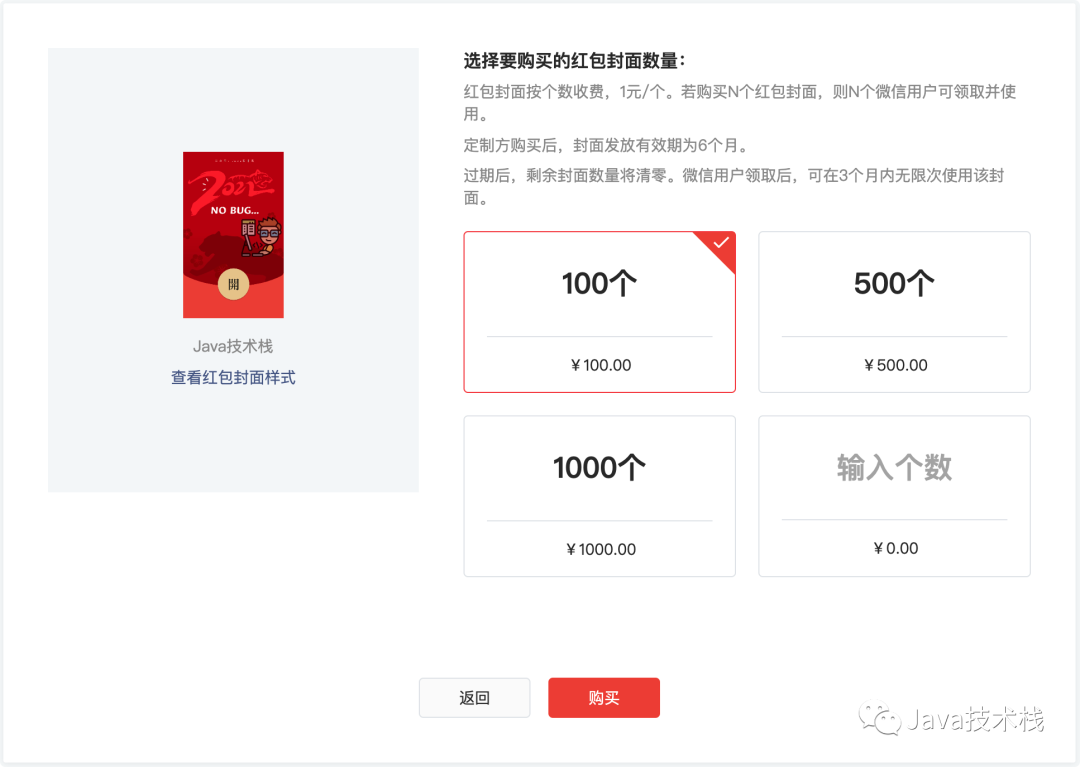 选择要购买的红包封面数量：
红包封面按个数收费，1元/个。若购买N个红包封面，则N个微信用户可领取并使
用。
定制方购买后，封面发放有效期为6个月。
过期后，剩余封面数量将清零。微信用户领取后，可在3个月内无限次使用该封
面。
NO BUG...
開
Java技术栈
查看红包封面样式
100个
¥100.00
500个
¥500.00
1000个
¥1000.00
输入个数
¥0.00
返回
购买
Java技术栈